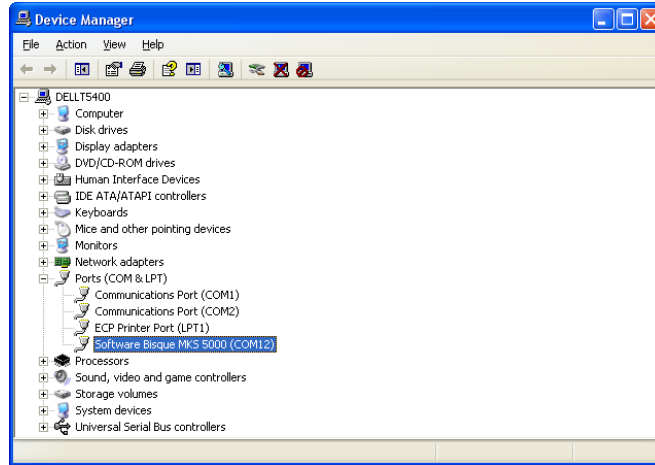 Device Manager
File Action View Help
DELLT5400
Computer
Disk drives
Display adapters
DVD/CD-ROM drives
Human Interface Devices
IDE ATA/ATAPI controllers
Keyboards
Mice and other pointing devices
Monitors
Network adapters
Ports (COM & LPT)
Communications Port (COM1)
Communications Port (COM2)
ECP Printer Port (LPT1)
Software Bisque MKS 5000 (COM12)
Processors
Sound, video and game controllers
Storage volumes
System devices
Universal Serial Bus controllers